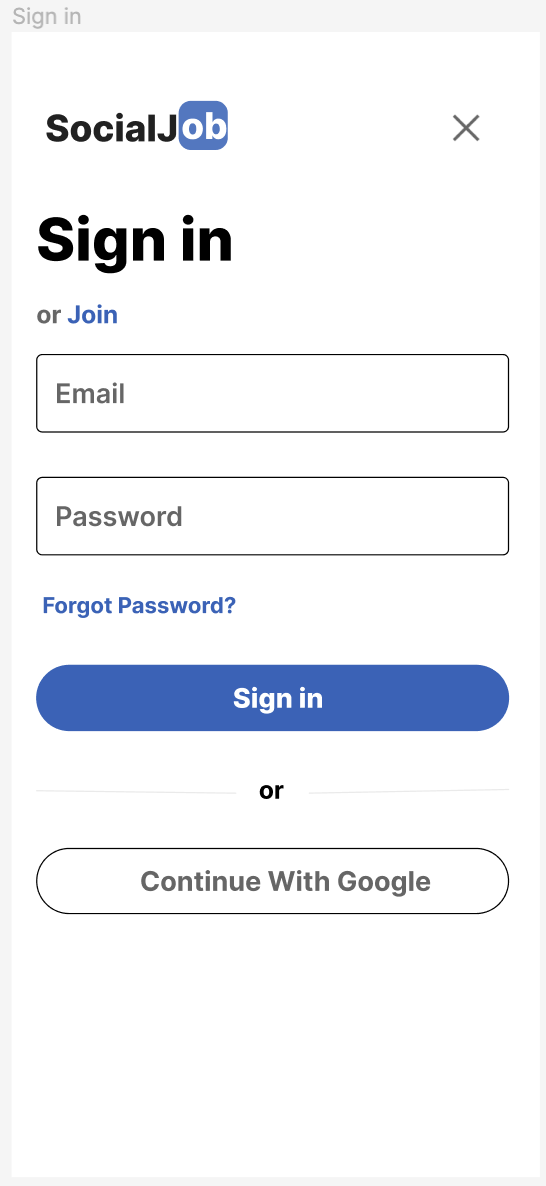 Sign in
SocialJob
Sign in
or Join
Email
Password
Forgot Password?
Sign in
or
Continue With Google